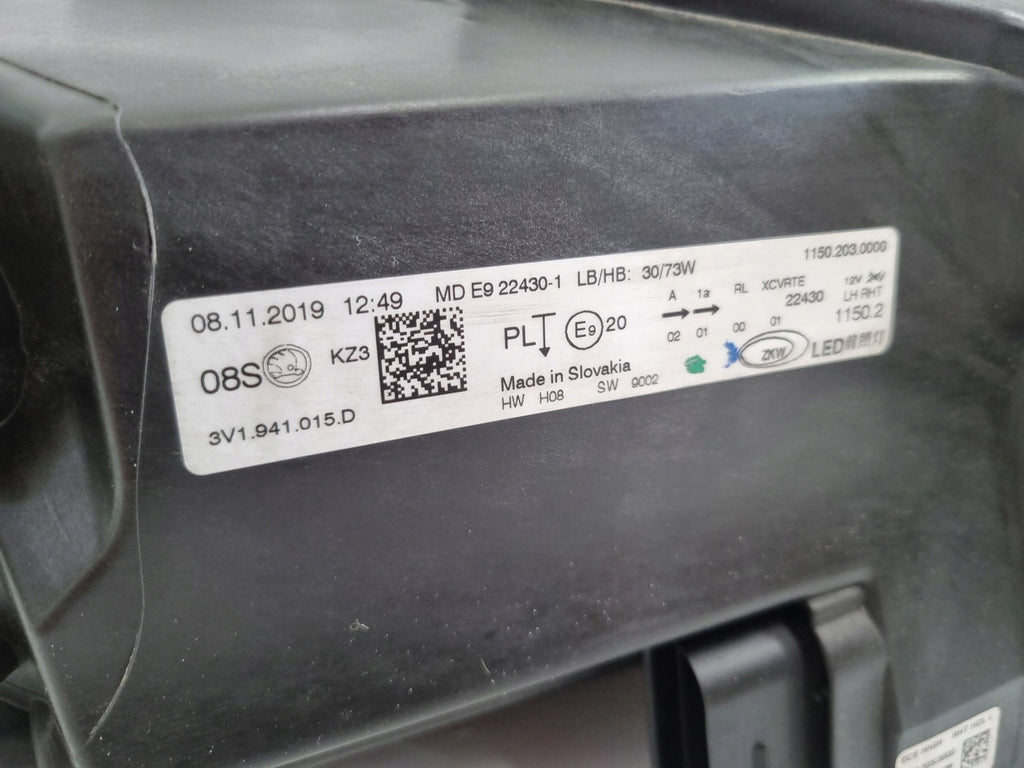 08.11.2019 12:49 MD E9 22430-1 LB/HB: 30/73W 1150.203.0000
A 1a RL XCVRTE 12V
22430 LH RHT
08S KZ3 PL E9 20 02 01 00 01 1150.2
ZKW LED
Made in Slovakia
3V1.941.015.D HW H08 SW 9002